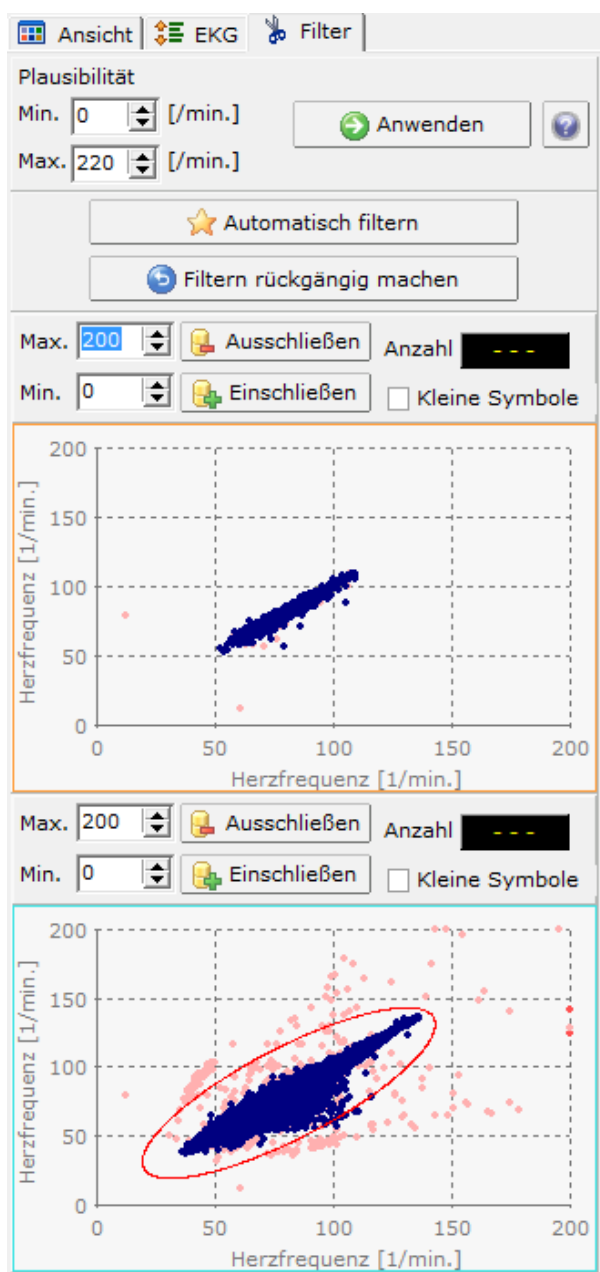 Ansicht EKG Filter
Plausibilität
Min. 0 [/min.] Anwenden ?
Max. 220 [/min.]
Automatisch filtern
Filtern rückgängig machen
Max. 200 Ausschließen Anzahl ---
Min. 0 Einschließen Kleine Symbole
200
150
100
50
0
Herzfrequenz [1/min.]
0 50 100 150 200
Herzfrequenz [1/min.]
Max. 200 Ausschließen Anzahl ---
Min. 0 Einschließen Kleine Symbole
200
150
100
50
0
Herzfrequenz [1/min.]
0 50 100 150 200
Herzfrequenz [1/min.]